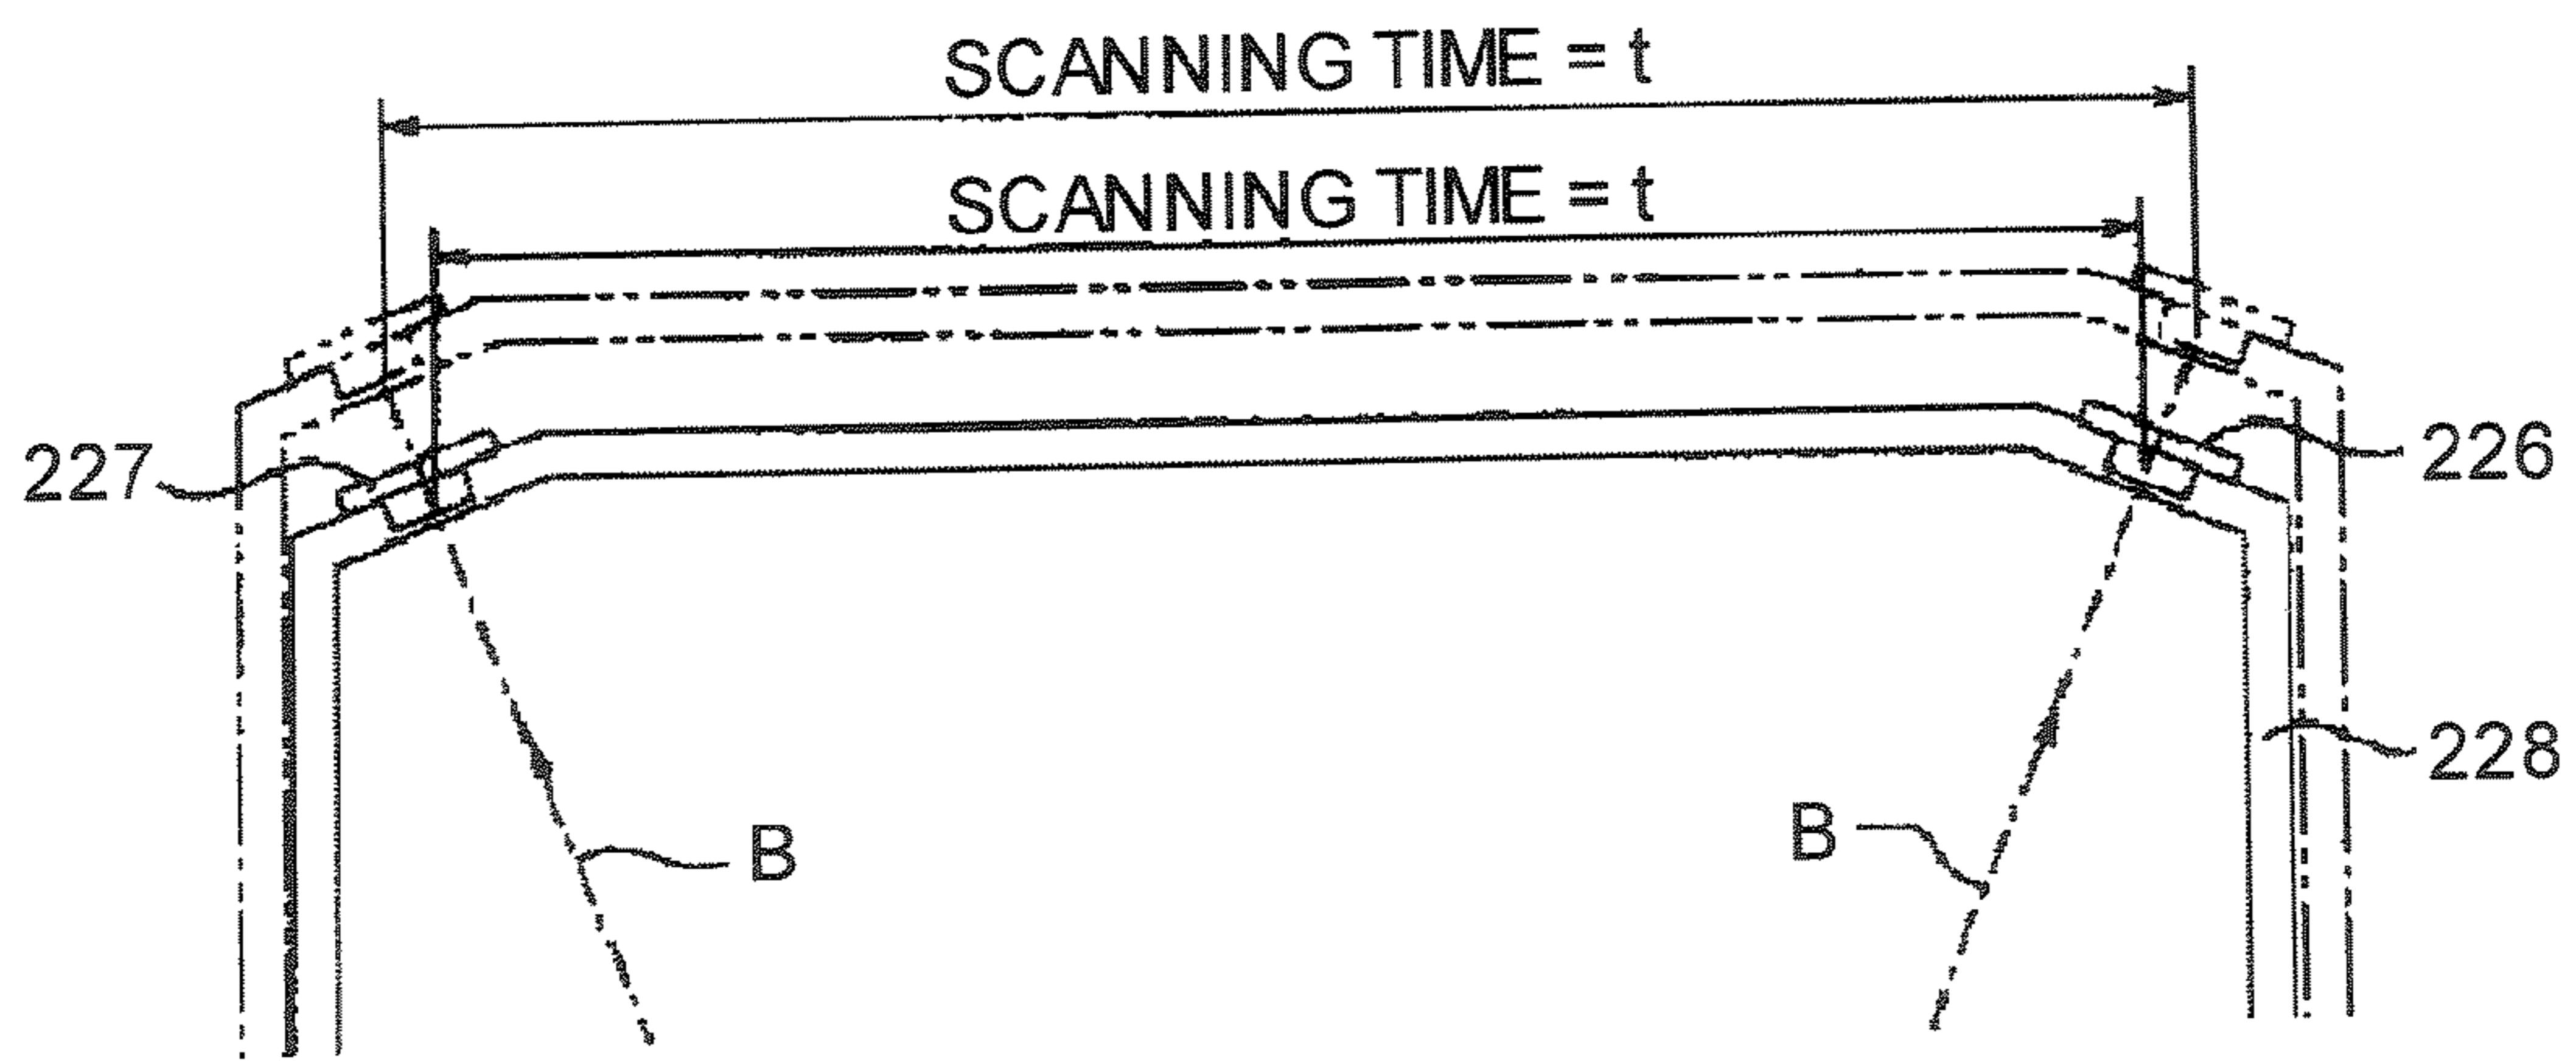 SCANNING TIME = t
SCANNING TIME = t
227
226
228
B
B